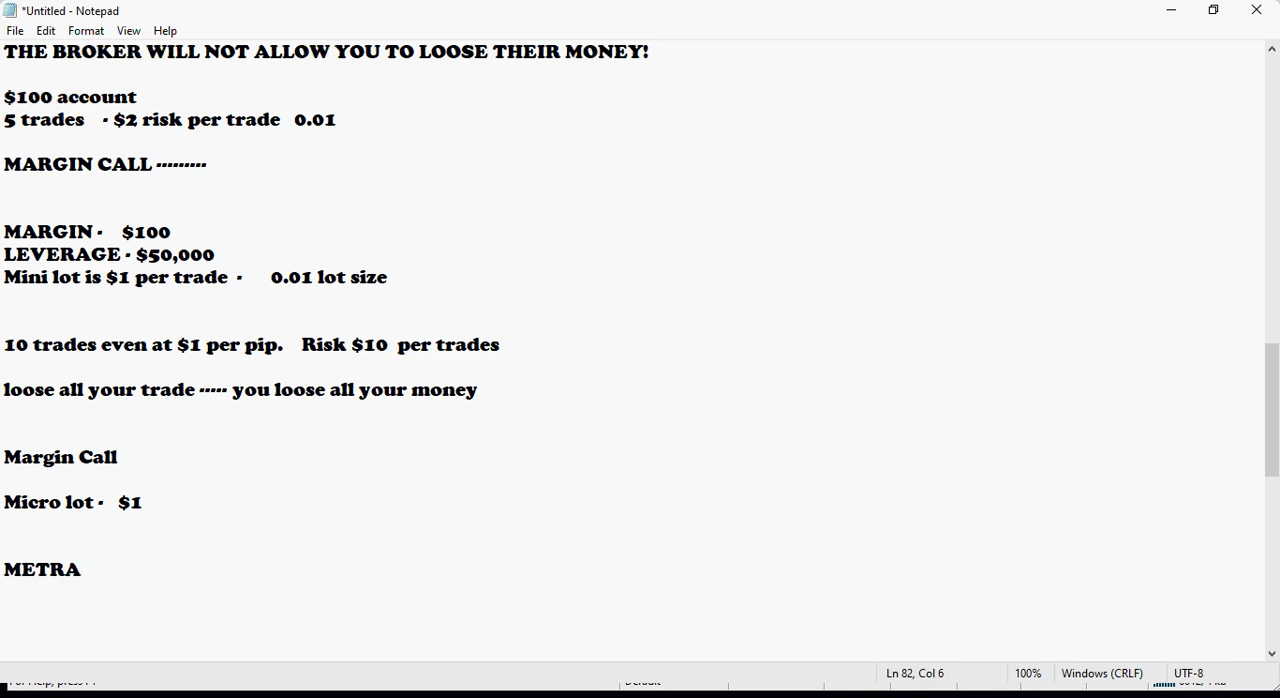 *Untitled - Notepad
File Edit Format View Help
THE BROKER WILL NOT ALLOW YOU TO LOOSE THEIR MONEY!
$100 account
5 trades - $2 risk per trade 0.01
MARGIN CALL ---------
MARGIN - $100
LEVERAGE - $50,000
Mini lot is $1 per trade - 0.01 lot size
10 trades even at $1 per pip. Risk $10 per trades
loose all your trade ----- you loose all your money
Margin Call
Micro lot - $1
METRA
Ln 82, Col 6 100% Windows (CRLF) UTF-8